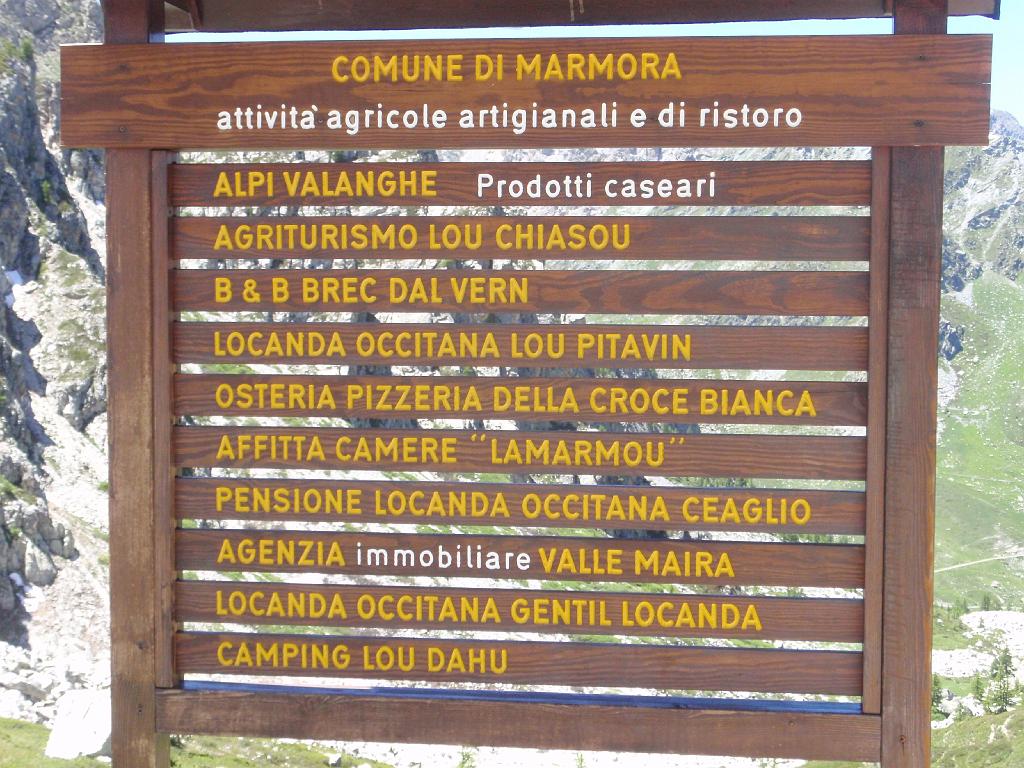 COMUNE DI MARMORA
attività agricole artigianali e di ristoro
ALPI VALANGHE Prodotti caseari
AGRITURISMO LOU CHIASOU
B & B BREC DAL VERN
LOCANDA OCCITANA LOU PITAVIN
OSTERIA PIZZERIA DELLA CROCE BIANCA
AFFITTA CAMERE "LAMARMOU"
PENSIONE LOCANDA OCCITANA CEAGLIO
AGENZIA immobiliare VALLE MAIRA
LOCANDA OCCITANA GENTIL LOCANDA
CAMPING LOU DAHU